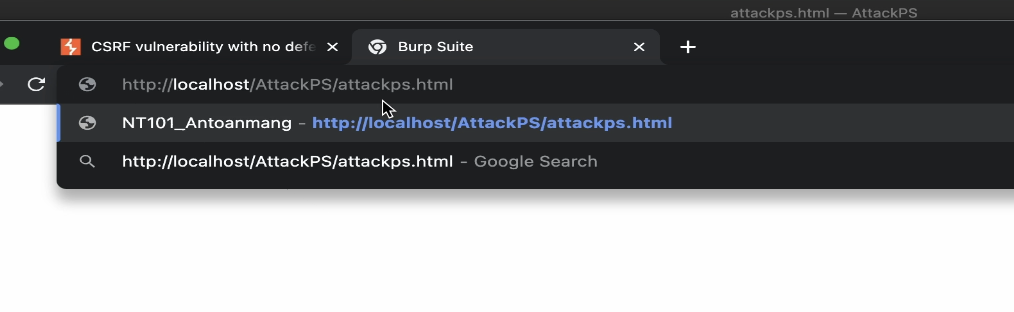 attackps.html — AttackPS
CSRF vulnerability with no defe
Burp Suite
http://localhost/AttackPS/attackps.html
NT101_Antoanmang – http://localhost/AttackPS/attackps.html
http://localhost/AttackPS/attackps.html – Google Search